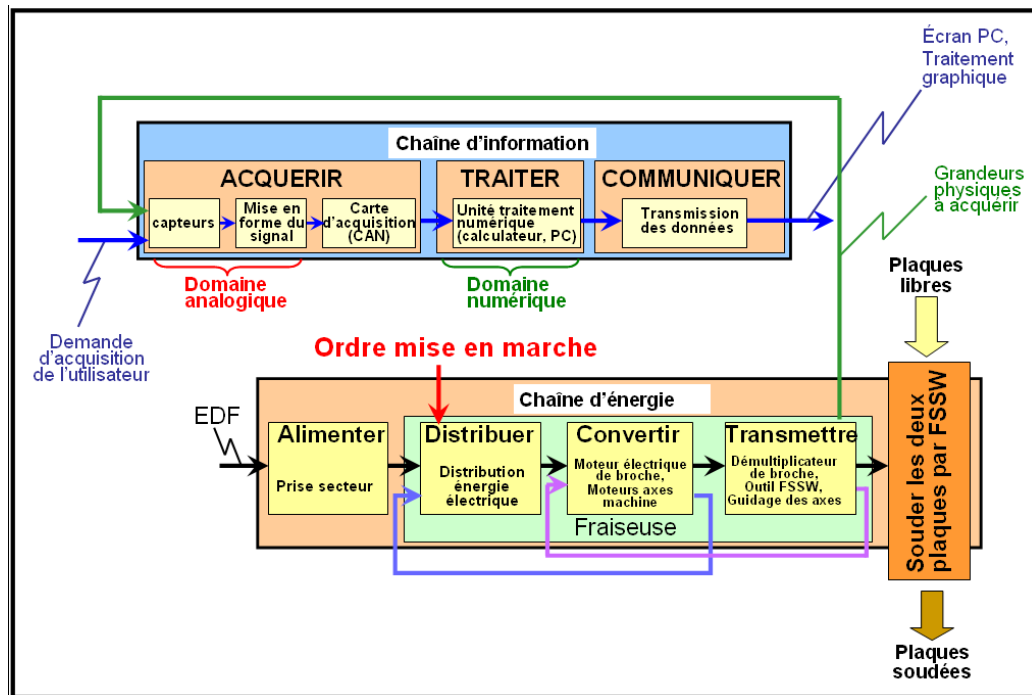 Écran PC,
Traitement
graphique
Chaîne d'information
ACQUERIR
TRAITER
COMMUNIQUER
capteurs
Mise en
forme du
signal
Carte
d'acquisition
(CAN)
Unité traitement
numérique
(calculateur, PC)
Transmission
des données
Grandeurs
physiques
à acquérir
Domaine
analogique
Domaine
numérique
Plaques
libres
Demande
d'acquisition
de l'utilisateur
Ordre mise en marche
Chaîne d'énergie
EDF
Alimenter
Prise secteur
Distribuer
Distribution
énergie
électrique
Convertir
Moteur électrique
de broche,
Moteurs axes
machine
Transmettre
Démultiplicateur
de broche,
Outil FSSW,
Guidage des axes
Fraiseuse
Souder les deux
plaques par FSSW
Plaques
soudées